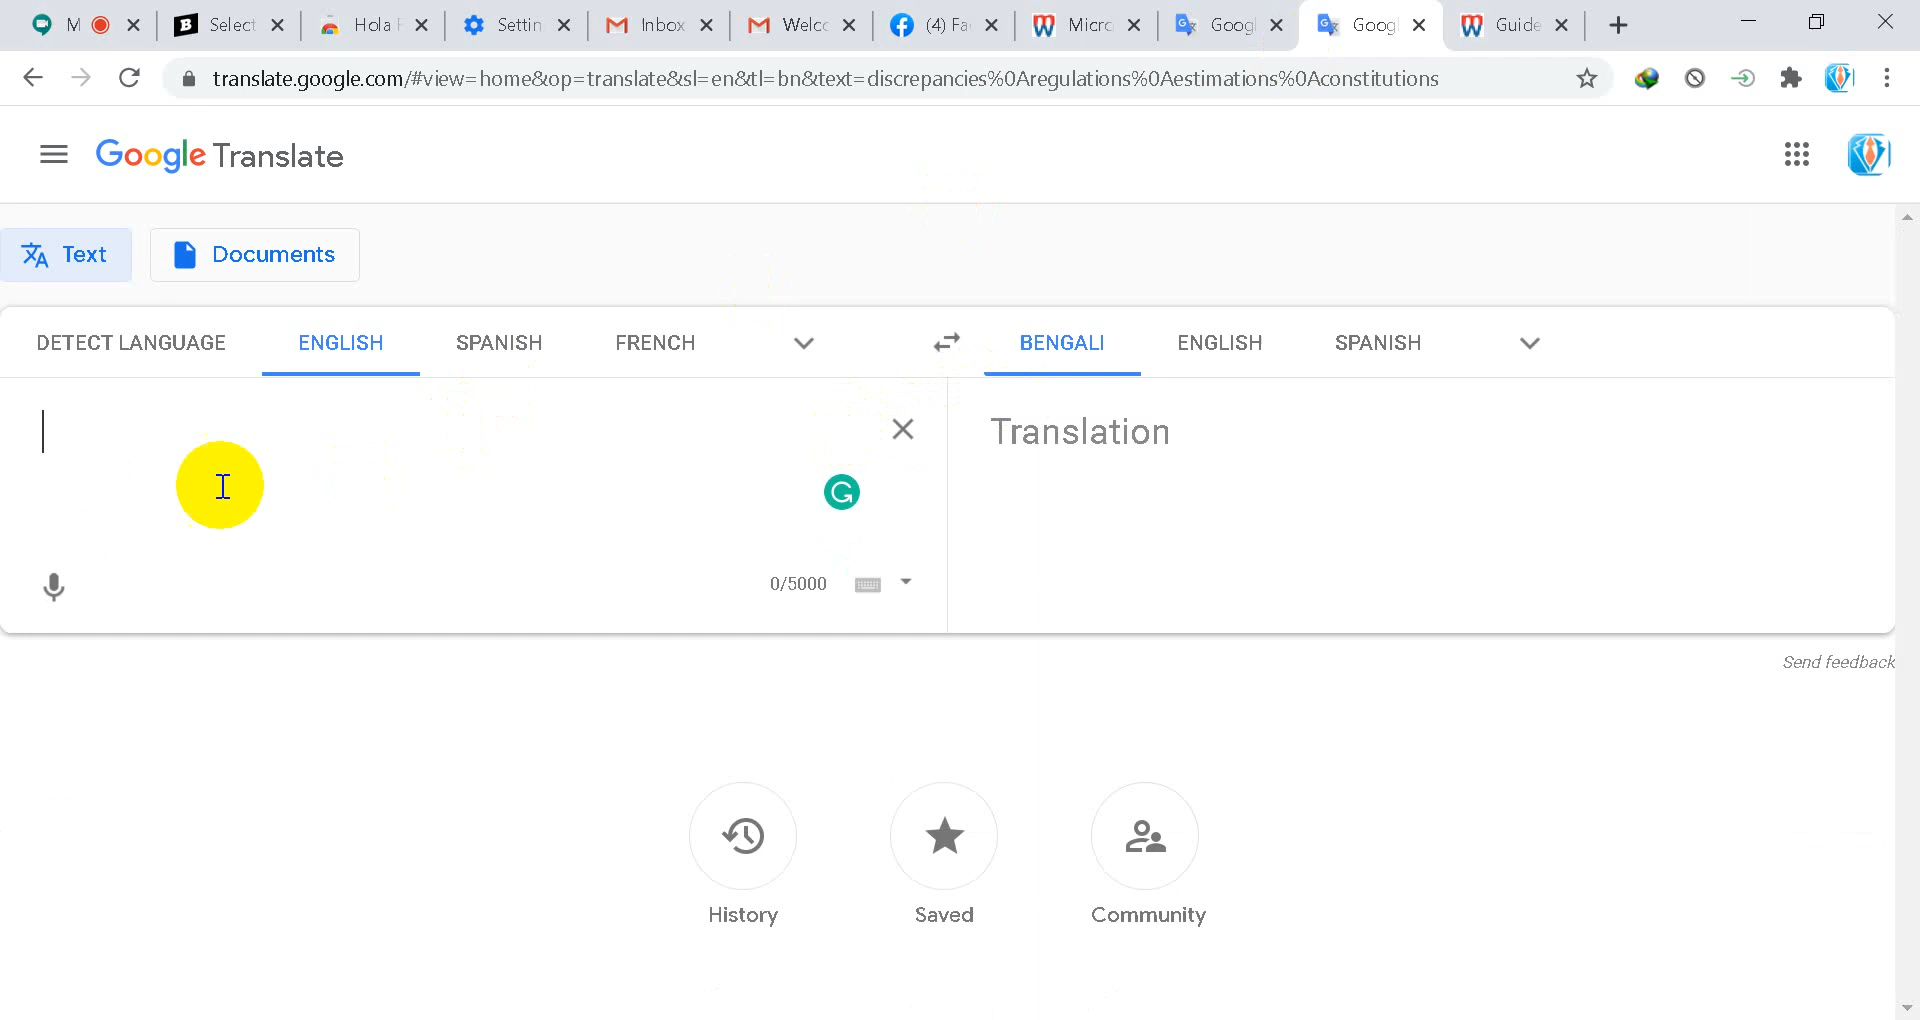 M Select Hola Settin Inbox Welco (4) Fa Micro Googl Googl Guide
translate.google.com/#view=home&op=translate&sl=en&tl=bn&text=discrepancies%0Aregulations%0Aestimations%0Aconstitutions
Google Translate
Text Documents
DETECT LANGUAGE ENGLISH SPANISH FRENCH BENGALI ENGLISH SPANISH
Translation
0/5000
Send feedback
History Saved Community